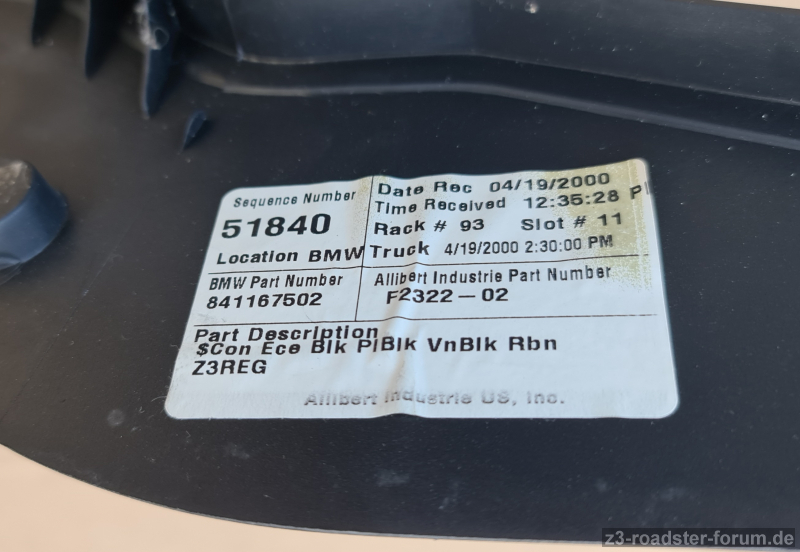 Sequence Number
51840
Location BMW
Date Rec 04/19/2000
Time Received 12:35:28
Rack # 93 Slot # 11
Truck 4/19/2000 2:30:00 PM
BMW Part Number
841167502
Allibert Industrie Part Number
F2322-02
Part Description
$Con Ece Blk PlBlk VnBlk Rbn
Z3REG
Allibert Industrie US, Inc.
z3-roadster-forum.de